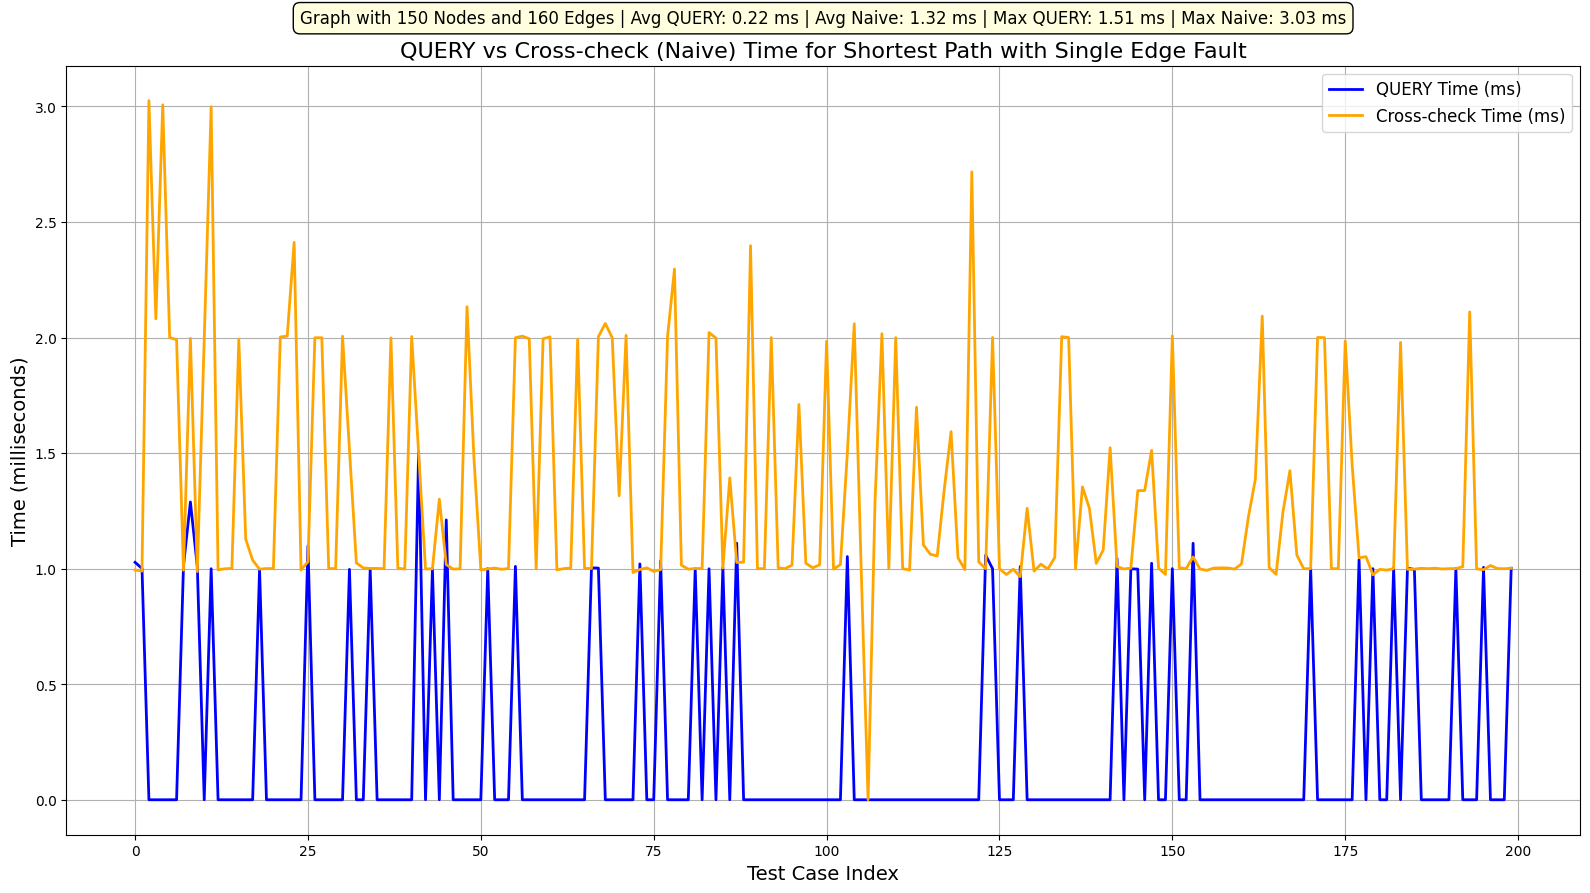 Graph with 150 Nodes and 160 Edges | Avg QUERY: 0.22 ms | Avg Naive: 1.32 ms | Max QUERY: 1.51 ms | Max Naive: 3.03 ms
QUERY vs Cross-check (Naive) Time for Shortest Path with Single Edge Fault
QUERY Time (ms)
Cross-check Time (ms)
Time (milliseconds)
3.0
2.5
2.0
1.5
1.0
0.5
0.0
0 25 50 75 100 125 150 175 200
Test Case Index